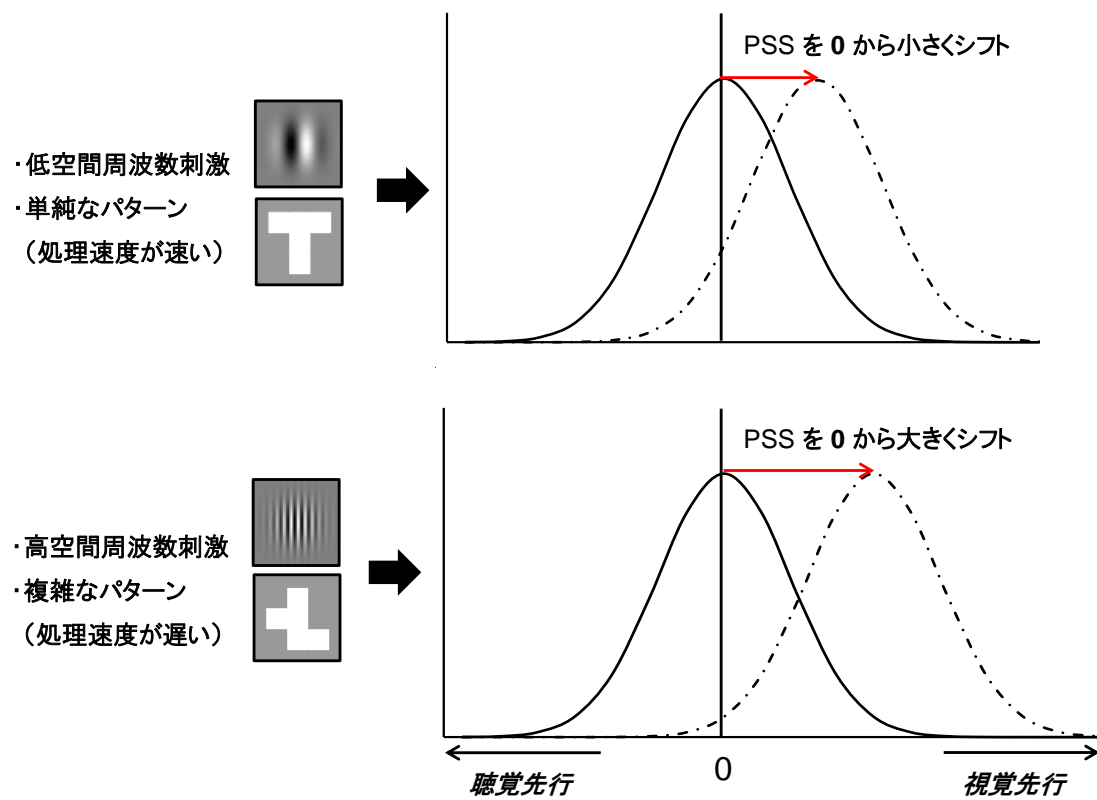 PSS を 0 から小さくシフト
・低空間周波数刺激
・単純なパターン
（処理速度が速い）
T
PSS を 0 から大きくシフト
・高空間周波数刺激
・複雑なパターン
（処理速度が遅い）
0
聴覚先行
視覚先行